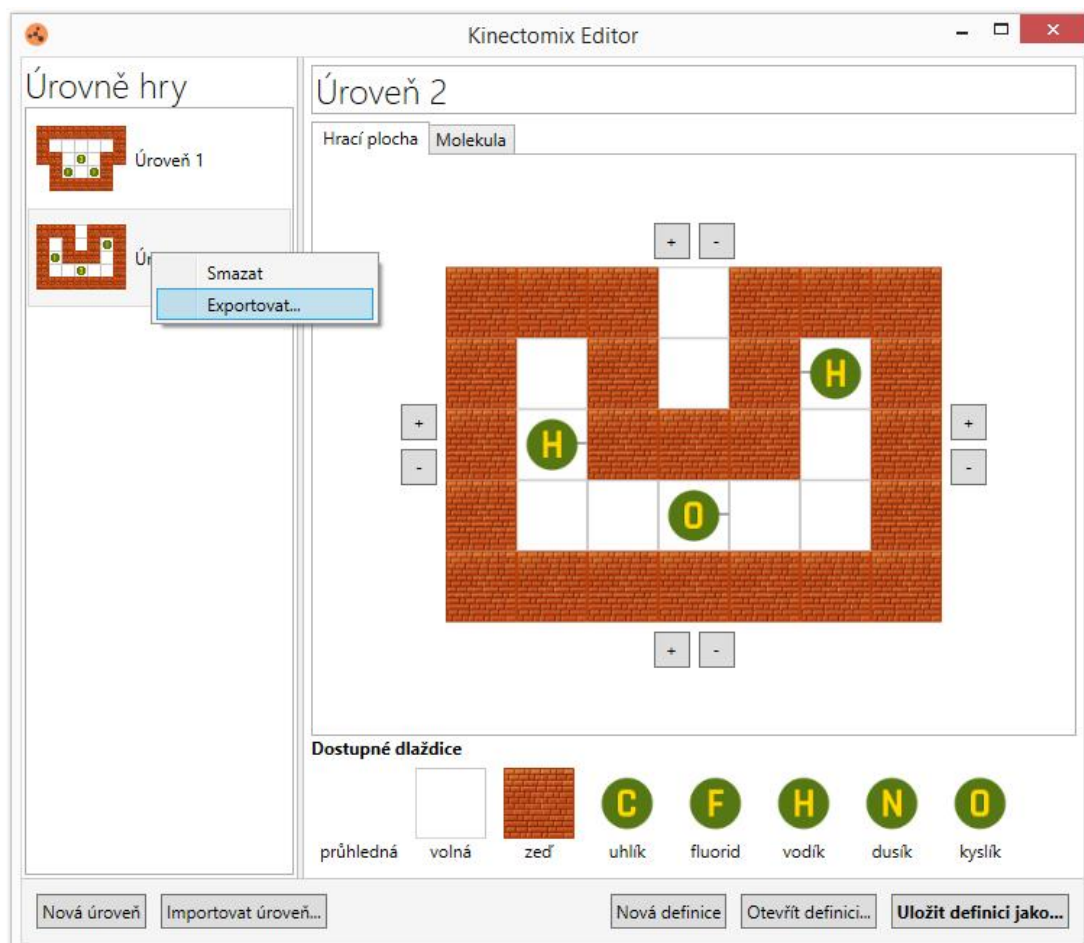 Kinectomix Editor
Úrovně hry
Úroveň 1
Smazat
Exportovat...
Úroveň 2
Hrací plocha Molekula
+ -
H
+ H +
- -
O
+ -
Dostupné dlaždice
C F H N O
průhledná volná zeď uhlík fluorid vodík dusík kyslík
Nová úroveň Importovat úroveň... Nová definice Otevřít definici... Uložit definici jako...